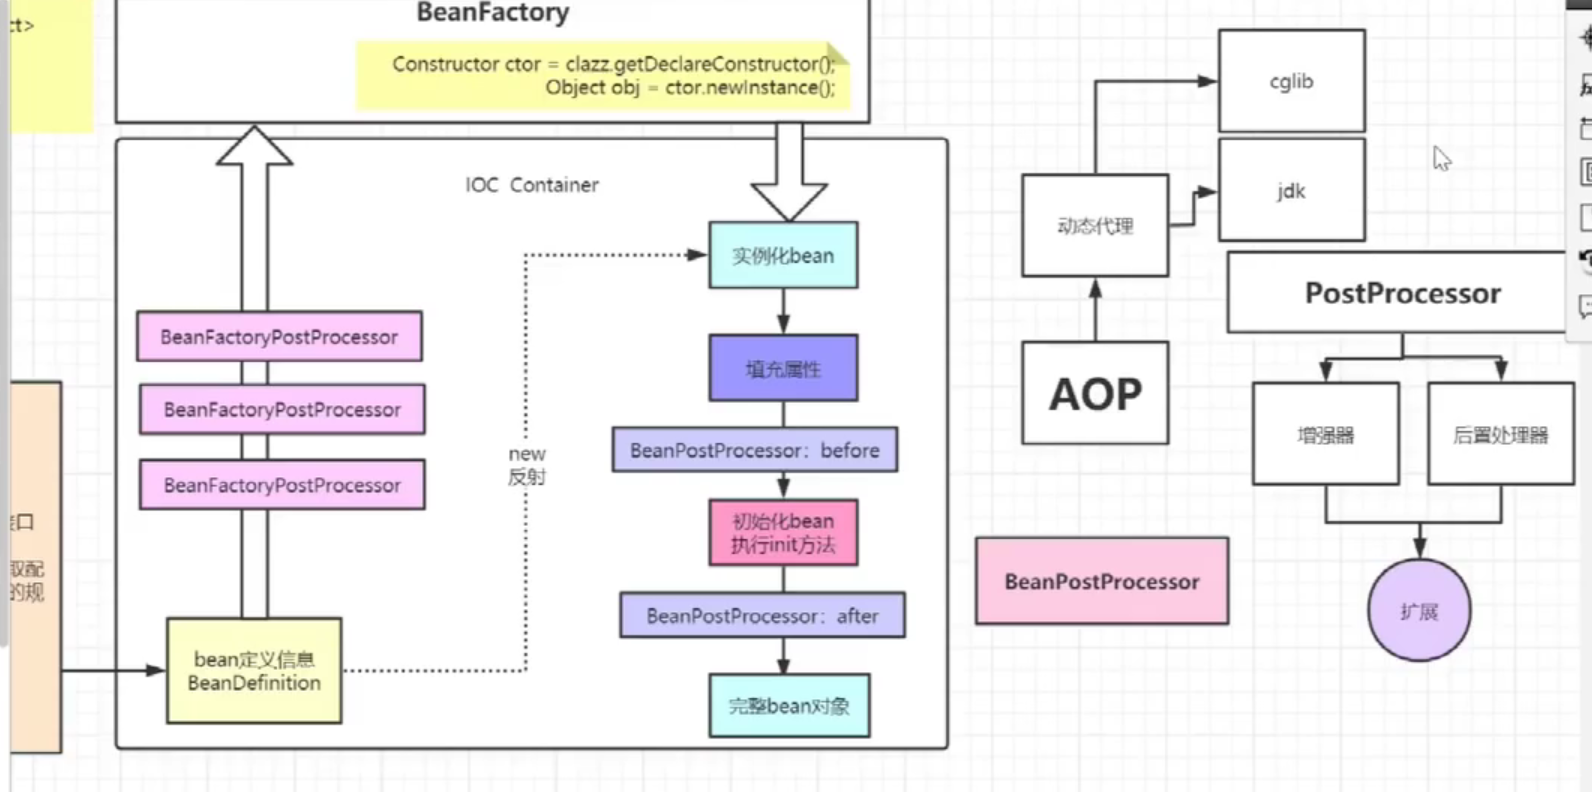 ct>
BeanFactory
Constructor ctor = clazz.getDeclareConstructor();
Object obj = ctor.newInstance();
IOC Container
实例化bean
填充属性
BeanPostProcessor：before
初始化bean
执行init方法
BeanPostProcessor：after
完整bean对象
BeanFactoryPostProcessor
BeanFactoryPostProcessor
BeanFactoryPostProcessor
new
反射
bean定义信息
BeanDefinition
接口
取配
的规
cglib
jdk
动态代理
AOP
PostProcessor
增强器
后置处理器
BeanPostProcessor
扩展